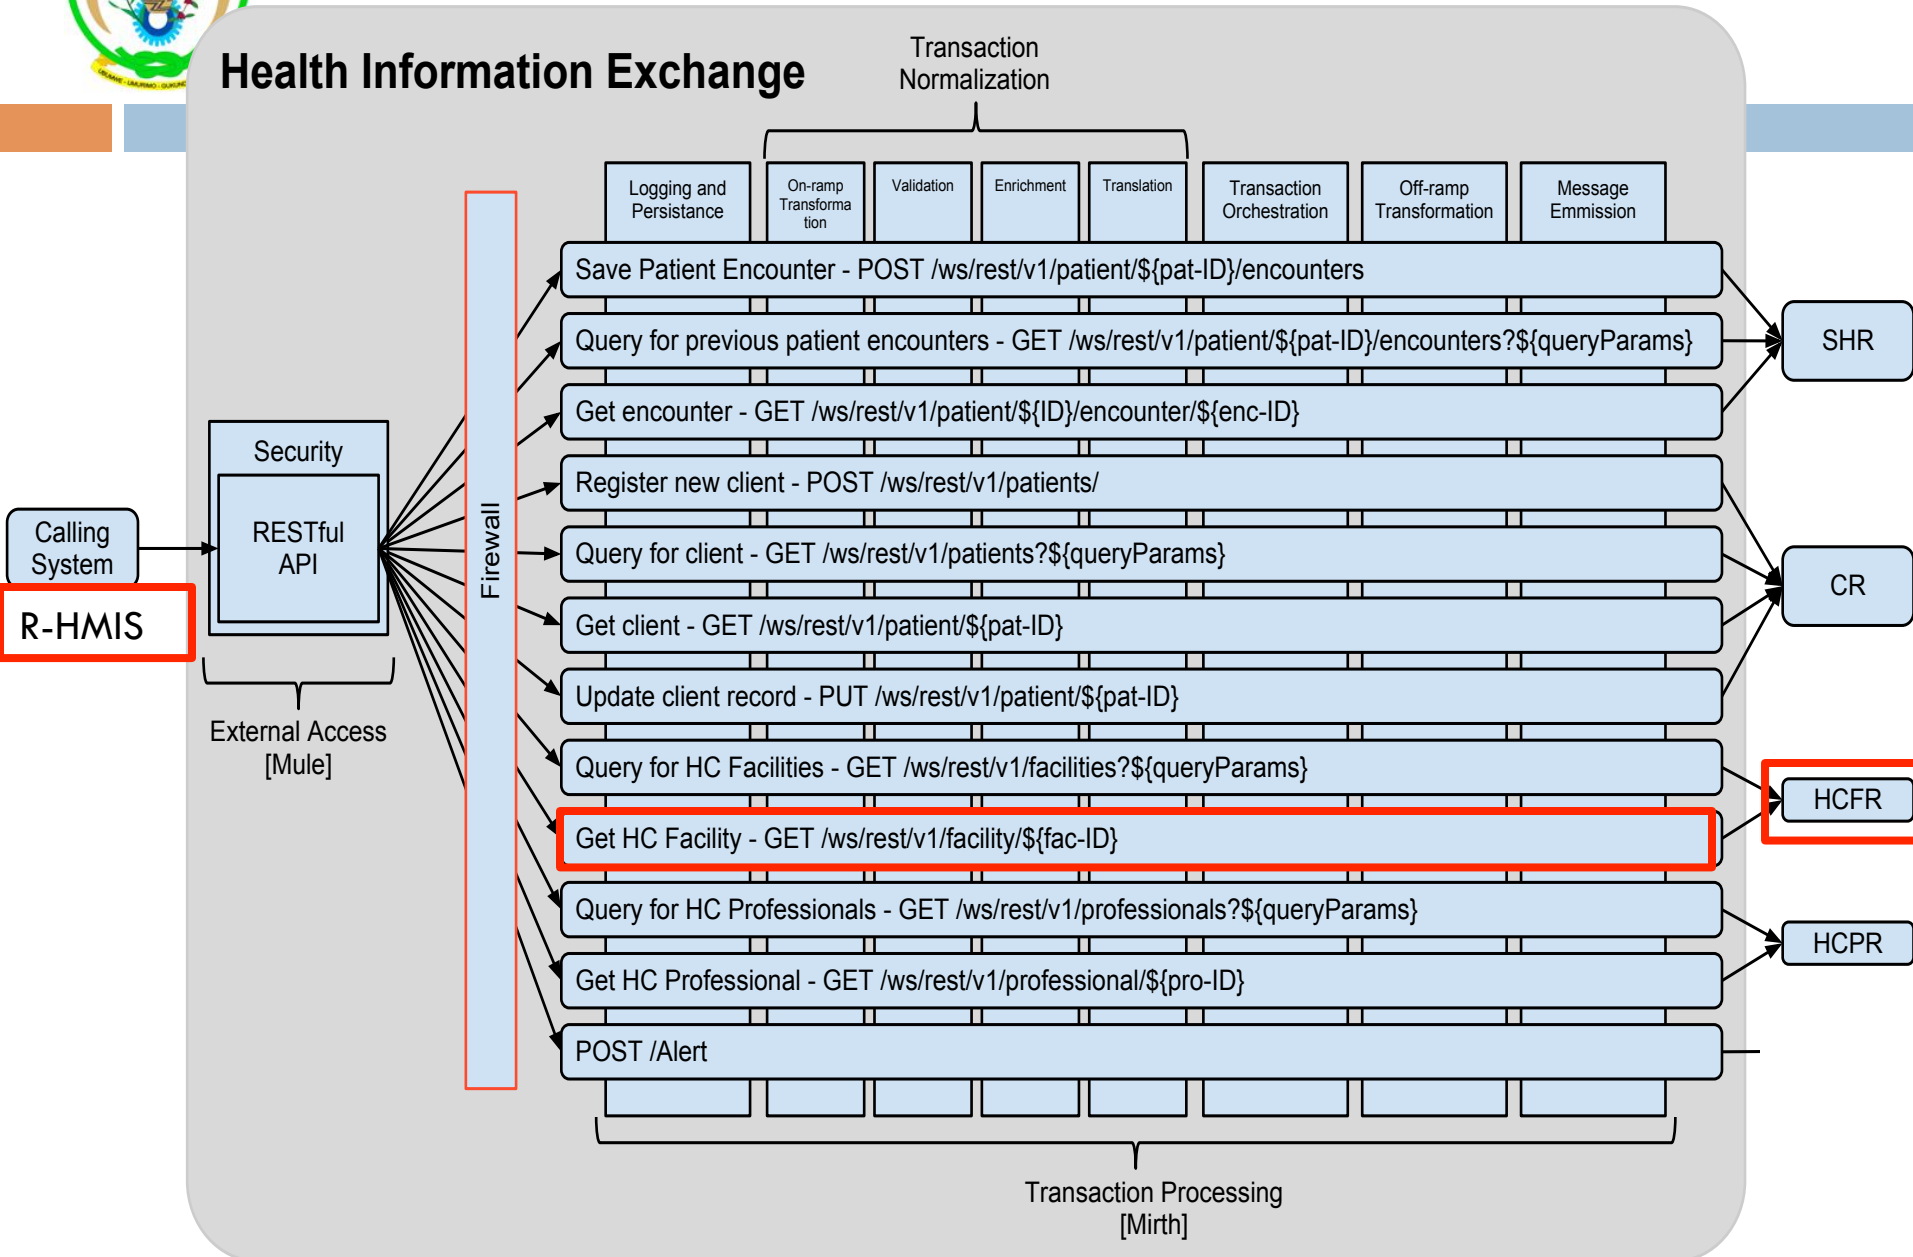 UBUMWE - UMURIMO - GUKUN
Health Information Exchange
Transaction
Normalization
Logging and
Persistance
On-ramp
Transforma
tion
Validation
Enrichment
Translation
Transaction
Orchestration
Off-ramp
Transformation
Message
Emmission
Save Patient Encounter - POST /ws/rest/v1/patient/${pat-ID}/encounters
Query for previous patient encounters - GET /ws/rest/v1/patient/${pat-ID}/encounters?${queryParams}
Get encounter - GET /ws/rest/v1/patient/${ID}/encounter/${enc-ID}
Register new client - POST /ws/rest/v1/patients/
Query for client - GET /ws/rest/v1/patients?${queryParams}
Get client - GET /ws/rest/v1/patient/${pat-ID}
Update client record - PUT /ws/rest/v1/patient/${pat-ID}
Query for HC Facilities - GET /ws/rest/v1/facilities?${queryParams}
Get HC Facility - GET /ws/rest/v1/facility/${fac-ID}
Query for HC Professionals - GET /ws/rest/v1/professionals?${queryParams}
Get HC Professional - GET /ws/rest/v1/professional/${pro-ID}
POST /Alert
SHR
CR
HCFR
HCPR
Firewall
Security
RESTful
API
Calling
System
R-HMIS
External Access
[Mule]
Transaction Processing
[Mirth]